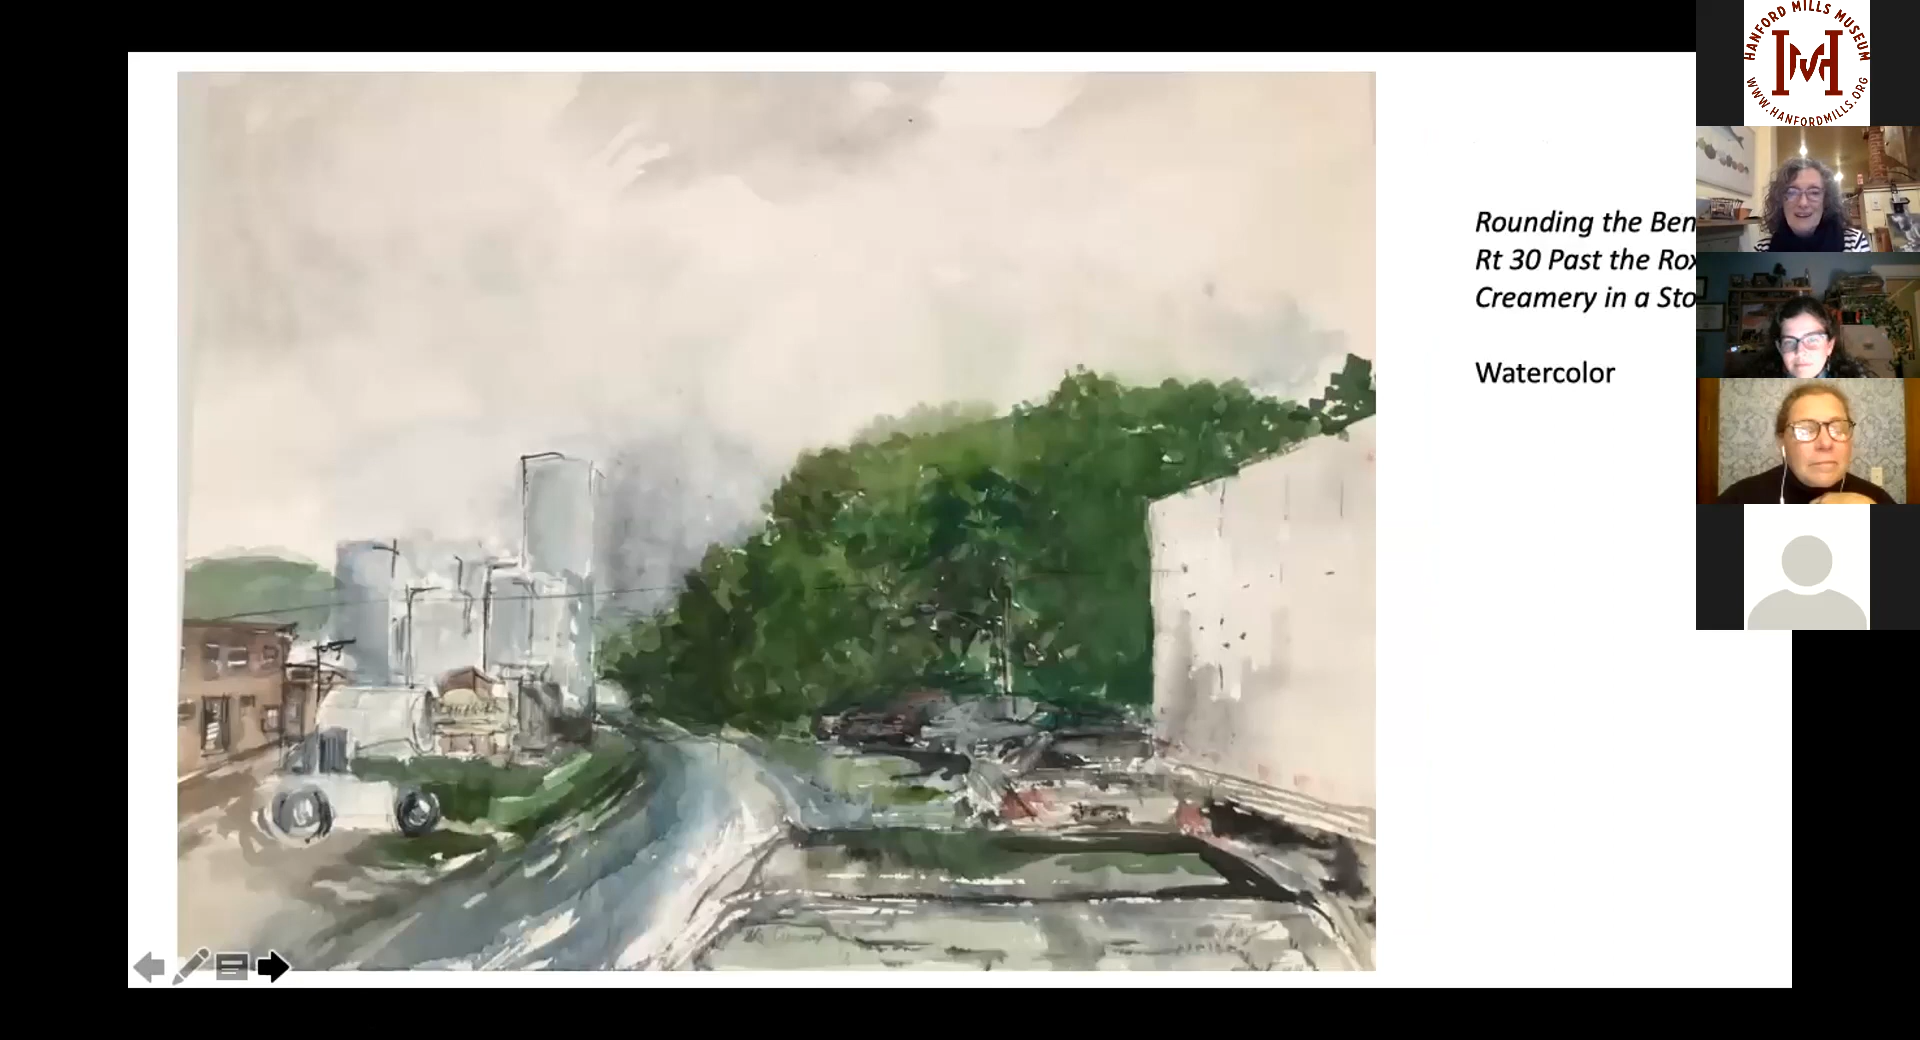 HANFORD MILLS MUSEUM
WWW.HANFORDMILLS.ORG
Rounding the Ben
Rt 30 Past the Rox
Creamery in a Sto
Watercolor